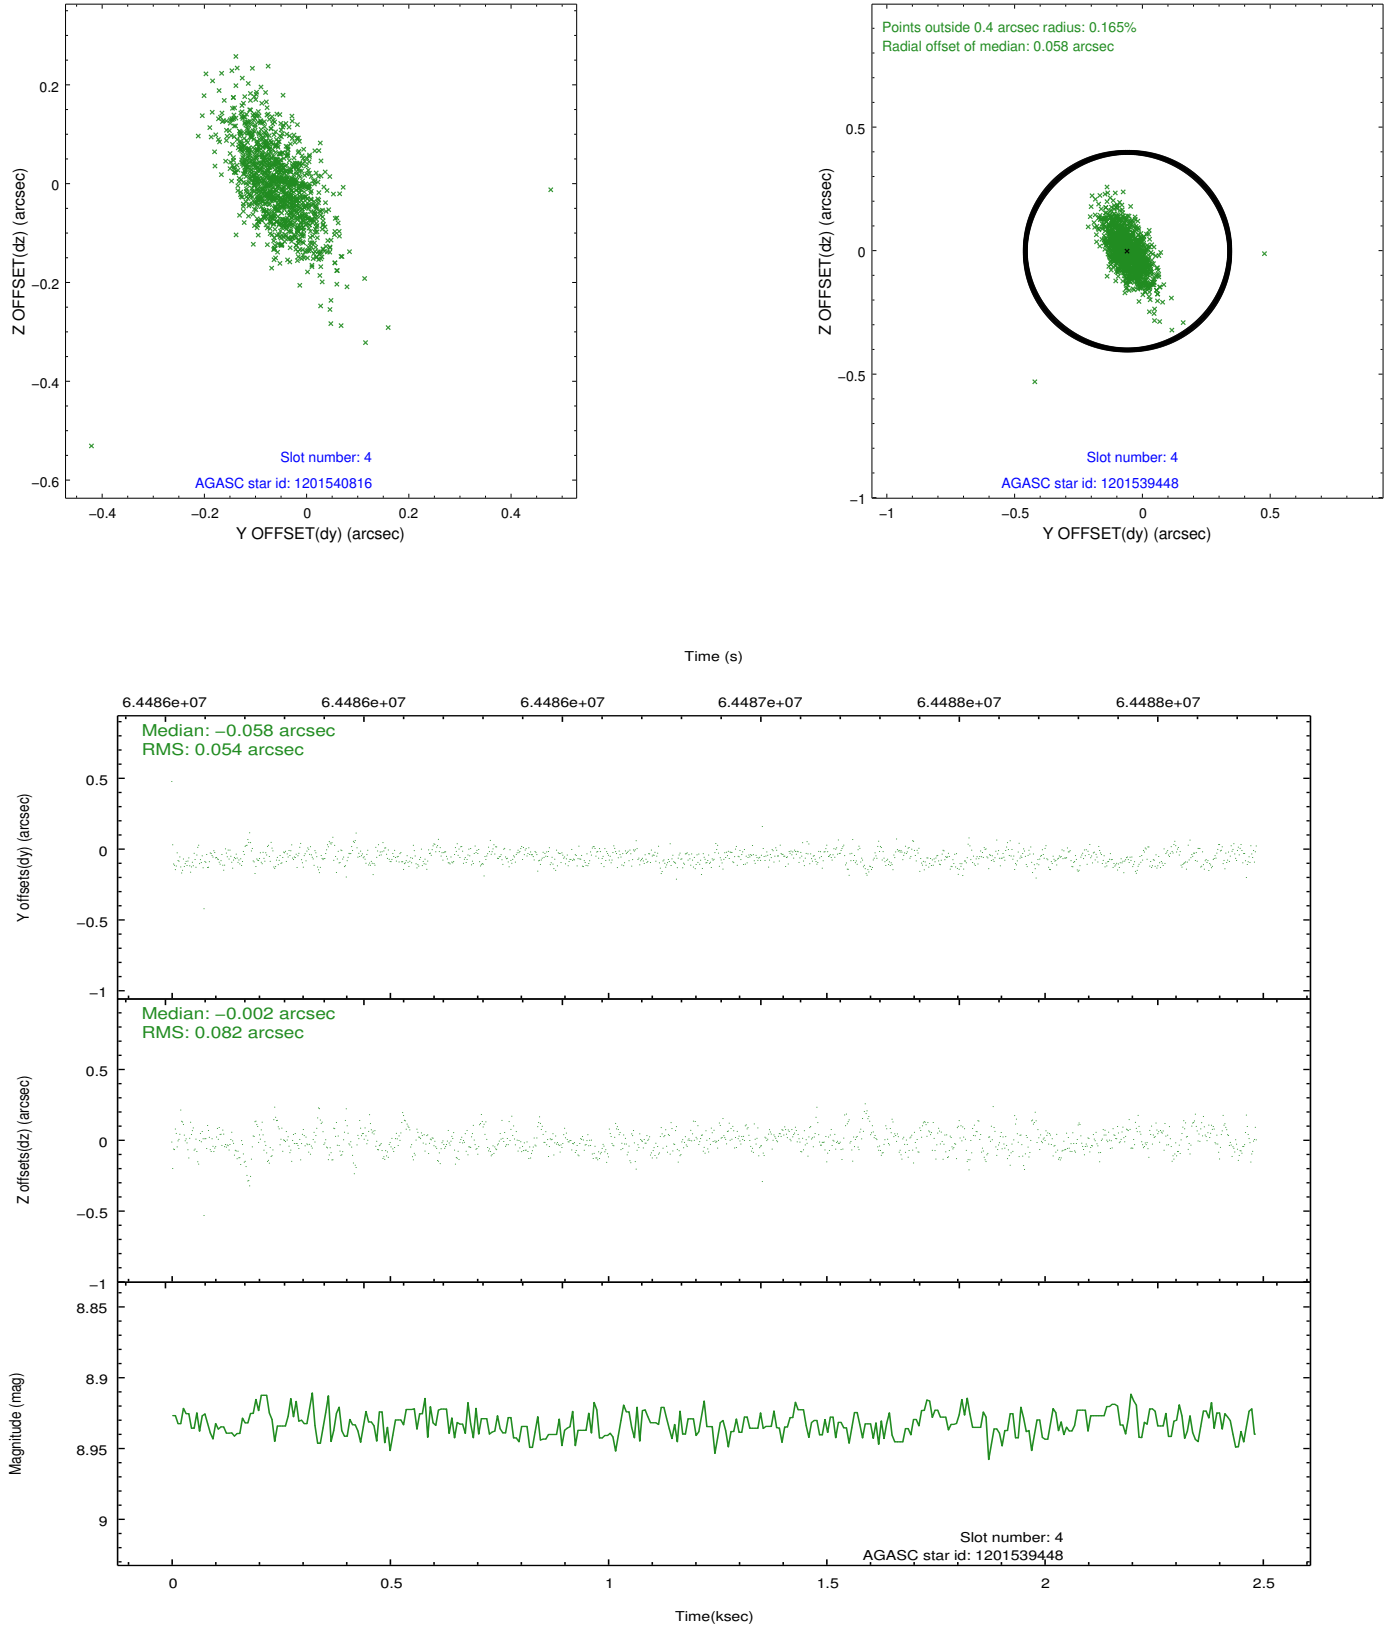 0.2
0
−0.2
−0.4
−0.6
Z OFFSET(dz) (arcsec)
Slot number: 4
AGASC star id: 1201540816
−0.4 −0.2 0 0.2 0.4
Y OFFSET(dy) (arcsec)
Points outside 0.4 arcsec radius: 0.165%
Radial offset of median: 0.058 arcsec
0.5
0
−0.5
−1
Z OFFSET(dz) (arcsec)
Slot number: 4
AGASC star id: 1201539448
−1 −0.5 0 0.5
Y OFFSET(dy) (arcsec)
Time (s)
6.4486e+07 6.4486e+07 6.4486e+07 6.4487e+07 6.4488e+07 6.4488e+07
Median: −0.058 arcsec
RMS: 0.054 arcsec
0.5
0
−0.5
−1
Y offsets(dy) (arcsec)
Median: −0.002 arcsec
RMS: 0.082 arcsec
0.5
0
−0.5
−1
Z offsets(dz) (arcsec)
8.85
8.9
8.95
9
Magnitude (mag)
Slot number: 4
AGASC star id: 1201539448
0 0.5 1 1.5 2 2.5
Time(ksec)